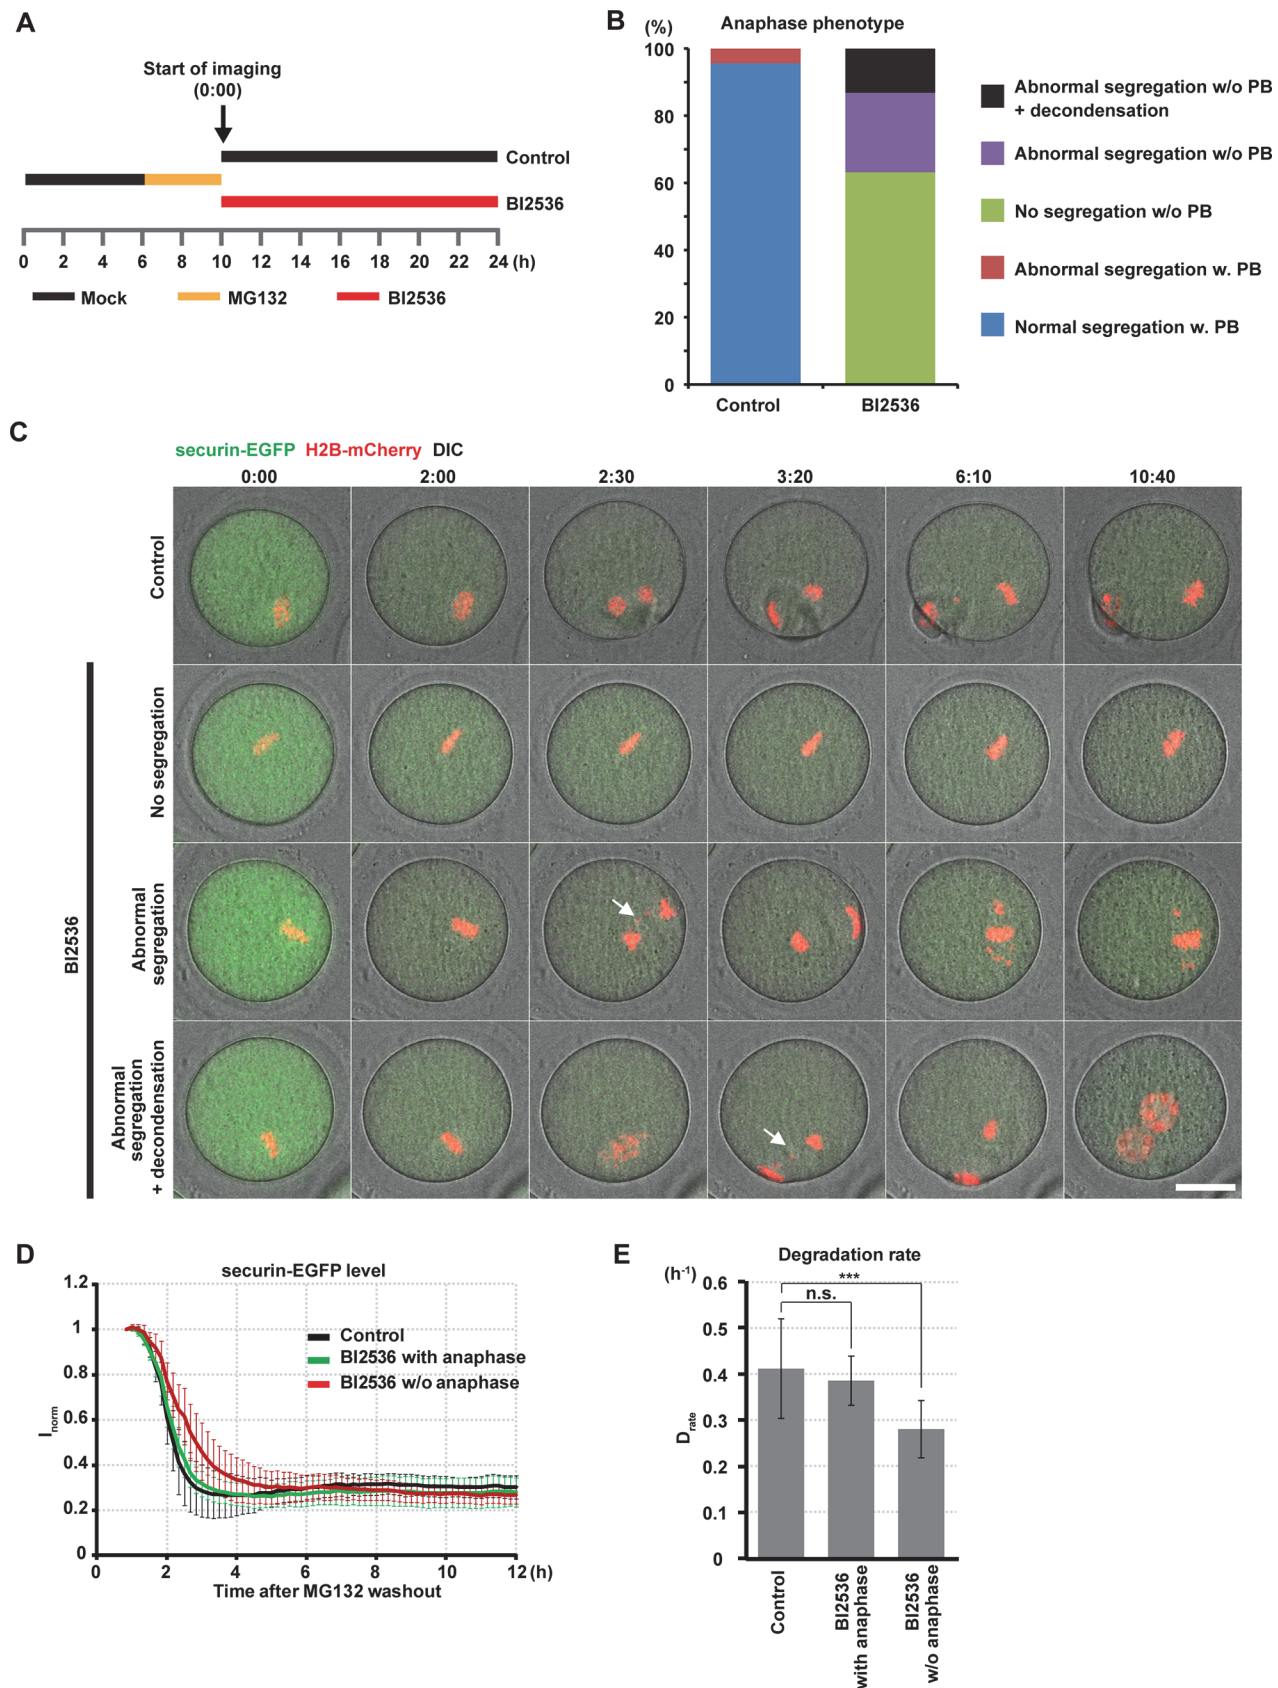 A
Start of imaging
(0:00)
Control
BI2536
0 2 4 6 8 10 12 14 16 18 20 22 24 (h)
Mock MG132 BI2536
B
(%) Anaphase phenotype
100
80
60
40
20
0
Control BI2536
Abnormal segregation w/o PB
+ decondensation
Abnormal segregation w/o PB
No segregation w/o PB
Abnormal segregation w. PB
Normal segregation w. PB
C
securin-EGFP H2B-mCherry DIC
0:00 2:00 2:30 3:20 6:10 10:40
Control
BI2536
No segregation
Abnormal
segregation
Abnormal
segregation
+ decondensation
D
securin-EGFP level
1.2
1
0.8
0.6
0.4
0.2
0
Inorm
Control
BI2536 with anaphase
BI2536 w/o anaphase
0 2 4 6 8 10 12 (h)
Time after MG132 washout
E
Degradation rate
(h-1)
0.6
0.5
0.4
0.3
0.2
0.1
0
Drate
***
n.s.
Control
BI2536
with anaphase
BI2536
w/o anaphase